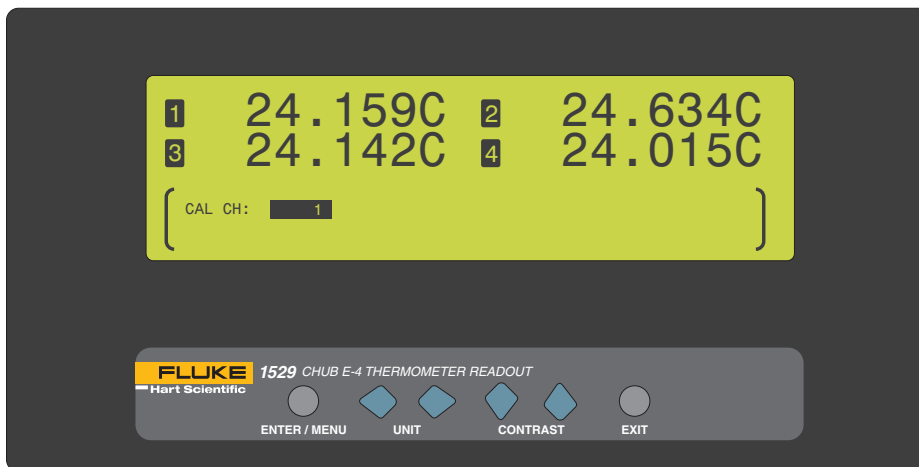 1 24.159C 2 24.634C
3 24.142C 4 24.015C
CAL CH: 1
FLUKE 1529 CHUB E-4 THERMOMETER READOUT
Hart Scientific
ENTER / MENU UNIT CONTRAST EXIT